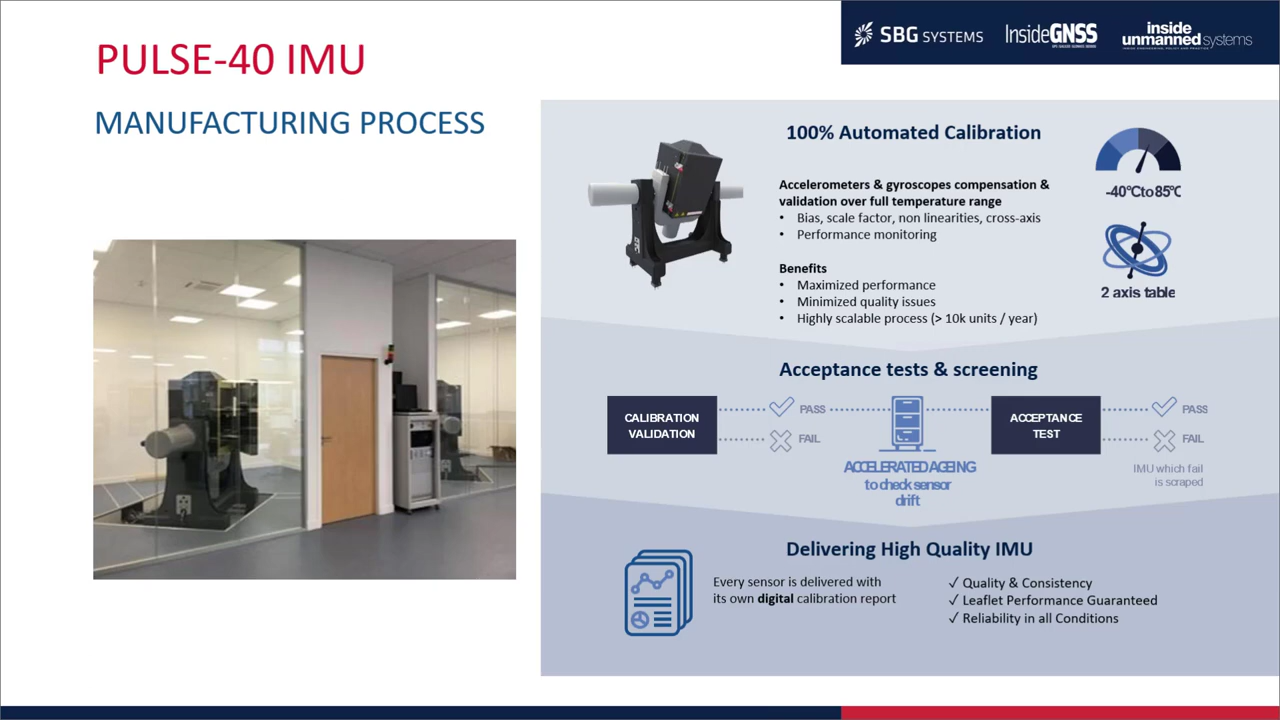 SBG SYSTEMS
InsideGNSS
inside
unmanned systems
PULSE-40 IMU
MANUFACTURING PROCESS
100% Automated Calibration
Accelerometers & gyroscopes compensation &
validation over full temperature range
• Bias, scale factor, non linearities, cross-axis
• Performance monitoring
Benefits
• Maximized performance
• Minimized quality issues
• Highly scalable process (> 10k units / year)
-40°C to 85°C
2 axis table
Acceptance tests & screening
CALIBRATION
VALIDATION
PASS
FAIL
ACCELERATED AGEING
to check sensor
drift
ACCEPTANCE
TEST
PASS
FAIL
IMU which fail
is scraped
Delivering High Quality IMU
Every sensor is delivered with
its own digital calibration report
✓ Quality & Consistency
✓ Leaflet Performance Guaranteed
✓ Reliability in all Conditions